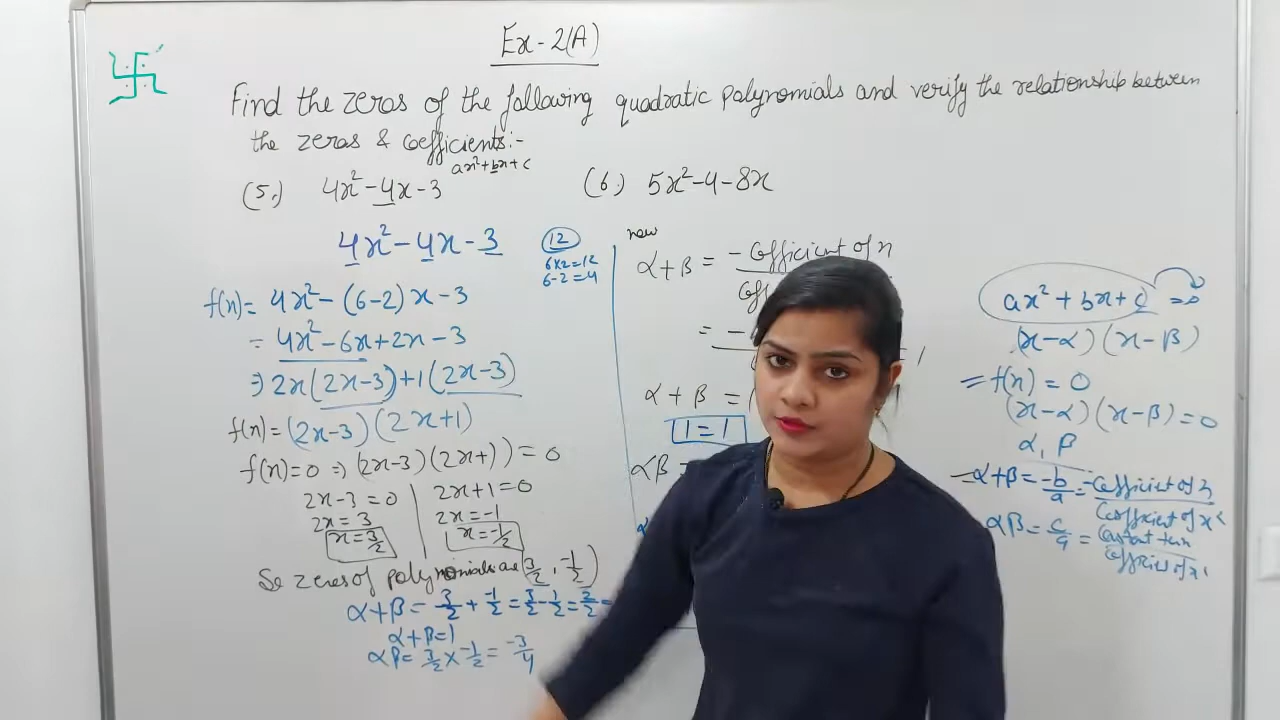 Ex - 2(A)
Find the zeros of the following quadratic polynomials and verify the relationship between
the zeros & coefficients:-
ax²+bx+c
(5.) 4x²-4x-3
(6.) 5x²-4-8x
4x²-4x-3
12
6x2=12
6-2=4
f(x)= 4x²-(6-2)x-3
= 4x²-6x+2x-3
⇒ 2x(2x-3)+1(2x-3)
f(x)=(2x-3)(2x+1)
f(x)=0 ⇒ (2x-3)(2x+1)=0
2x-3=0
2x=3
x=3/2
2x+1=0
2x=-1
x=-1/2
So zeros of polynomials are (3/2, -1/2)
α+β= 3/2 + -1/2 = 3/2 - 1/2 = 2/2 =
α+β=1
αβ= 3/2 x -1/2 = -3/4
now
α+β = - cofficient of x
= -
α+β =
1=1
αβ =
ax²+bx+c =0
(x-α)(x-β)
= f(x) = 0
(x-α)(x-β)=0
α, β
α+β = -b/a = -Cofficient of x / Cofficient of x²
αβ = c/a = Constant term / Cofficient of x²